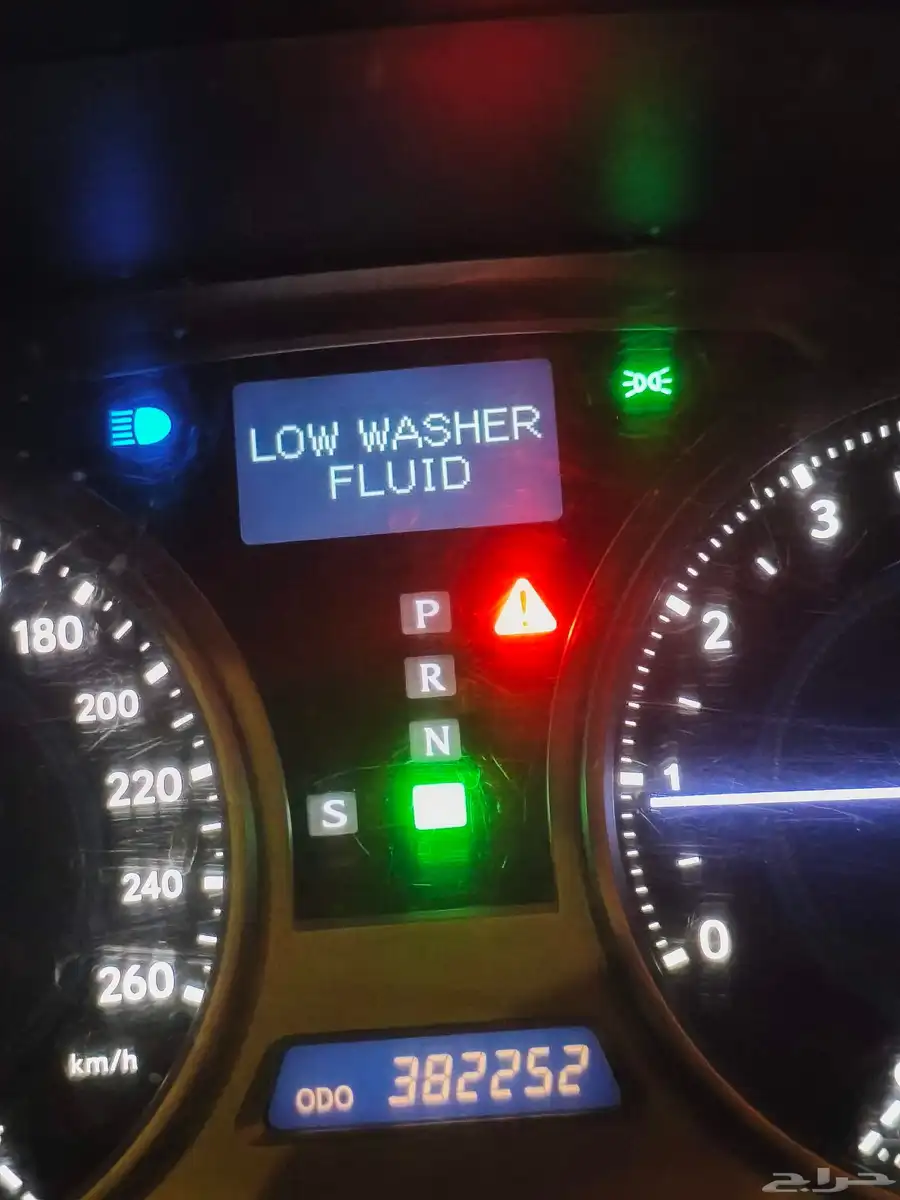 LOW WASHER
FLUID
P
R
N
S
180
200
220
240
260
km/h
3
2
1
0
ODO 382252
حراج